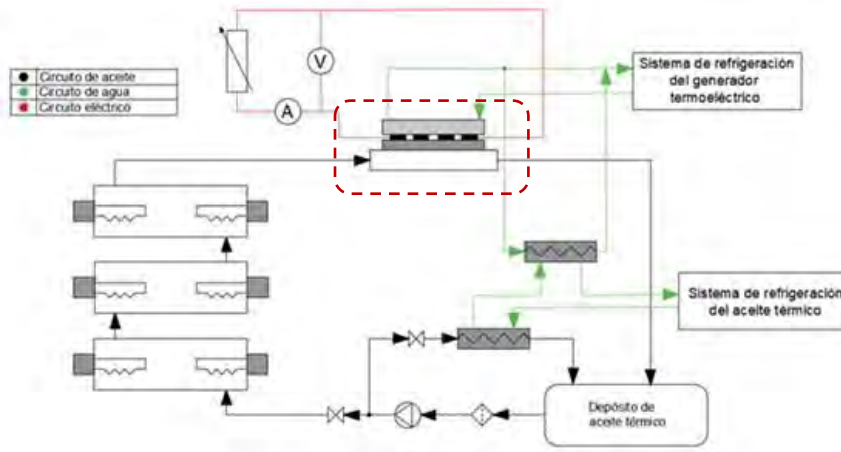 Circuito de aceite
Circuito de agua
Circuito eléctrico
V
A
Sistema de refrigeración
del generador
termoeléctrico
Sistema de refrigeración
del aceite térmico
Depósito de
aceite térmico